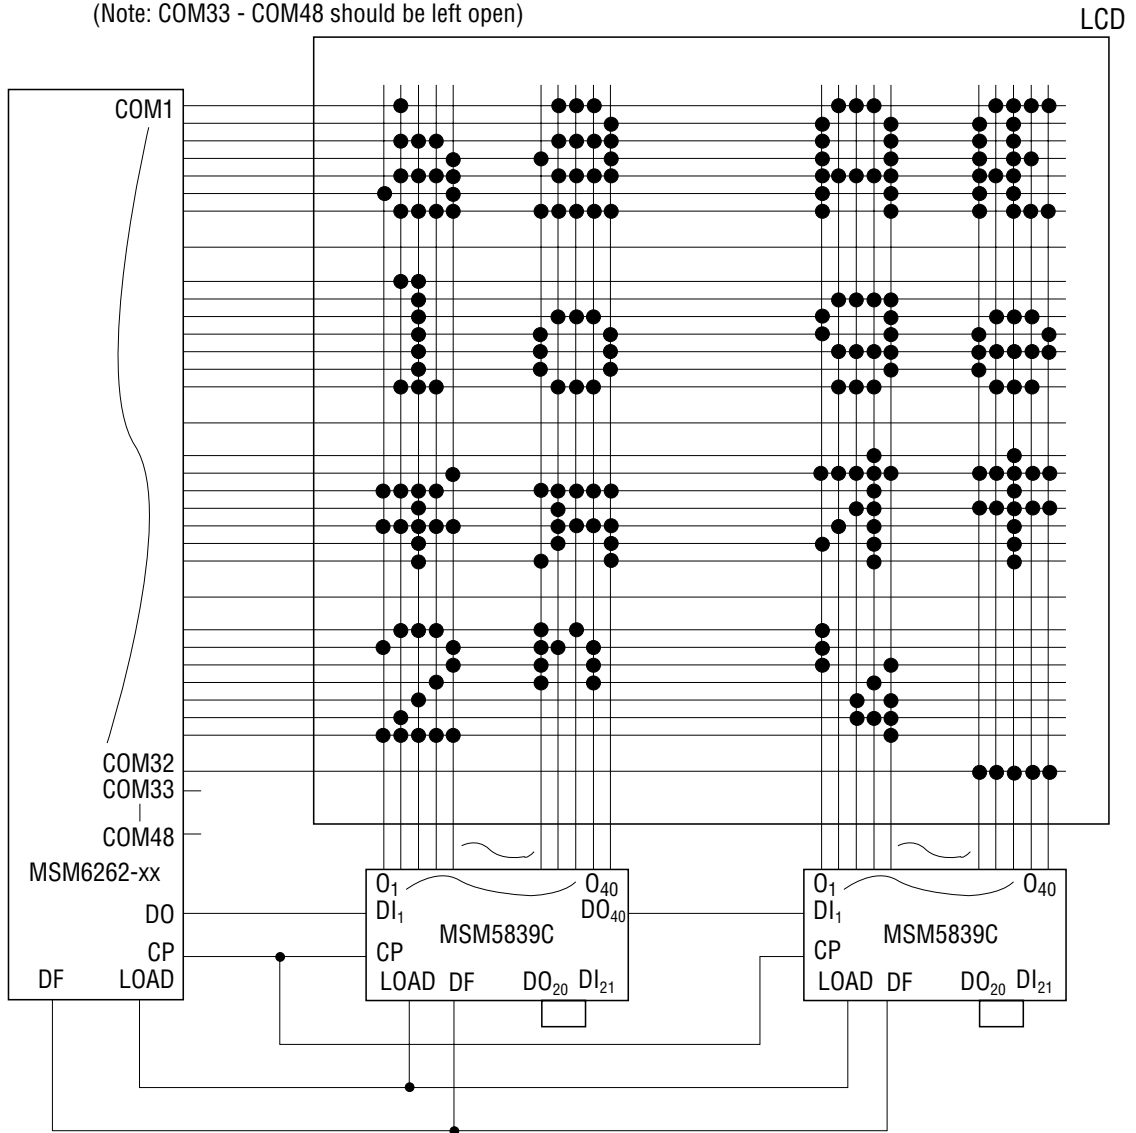 (Note: COM33 - COM48 should be left open)
LCD
COM1
COM32
COM33
COM48
MSM6262-xx
DO
CP
DF LOAD
O1 O40
DI1 DO40
MSM5839C
CP
LOAD DF DO20 DI21
O1 O40
DI1
MSM5839C
CP
LOAD DF DO20 DI21